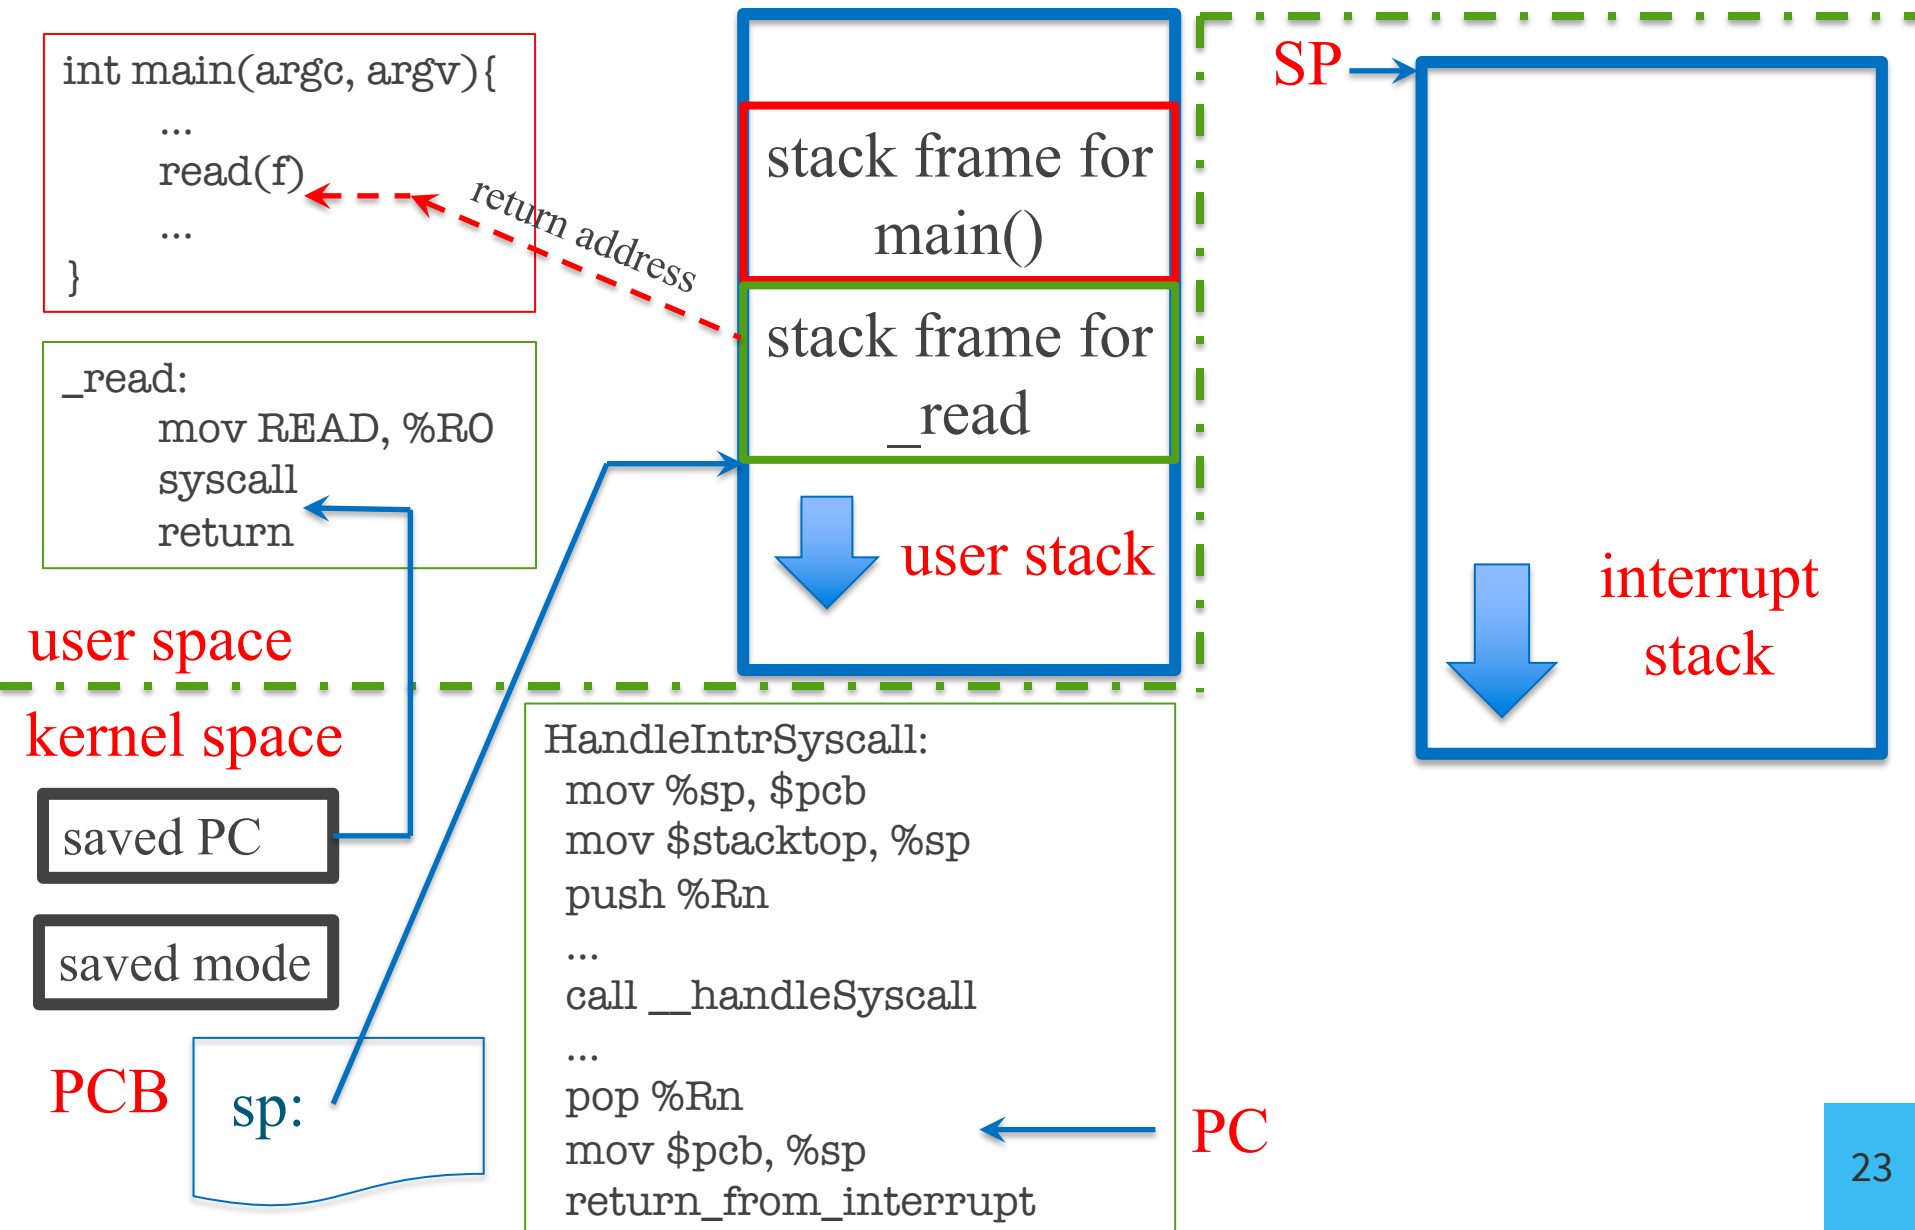 int main(argc, argv){
...
read(f)
...
}
return address
_read:
mov READ, %R0
syscall
return
user space
kernel space
saved PC
saved mode
PCB
sp:
stack frame for
main()
stack frame for
_read
user stack
HandleIntrSyscall:
mov %sp, $pcb
mov $stacktop, %sp
push %Rn
...
call __handleSyscall
...
pop %Rn
mov $pcb, %sp
return_from_interrupt
PC
SP
interrupt
stack
23